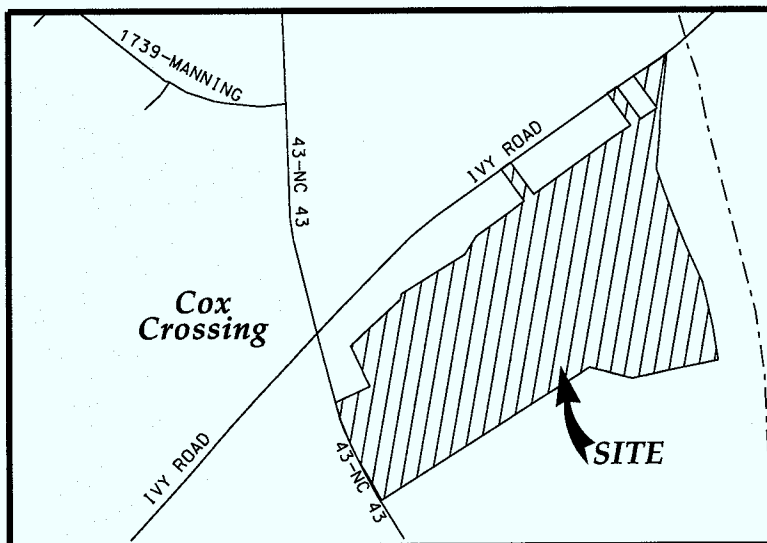 1739-MANNING
43-NC 43
IVY ROAD
Cox
Crossing
IVY ROAD
43-NC 43
SITE